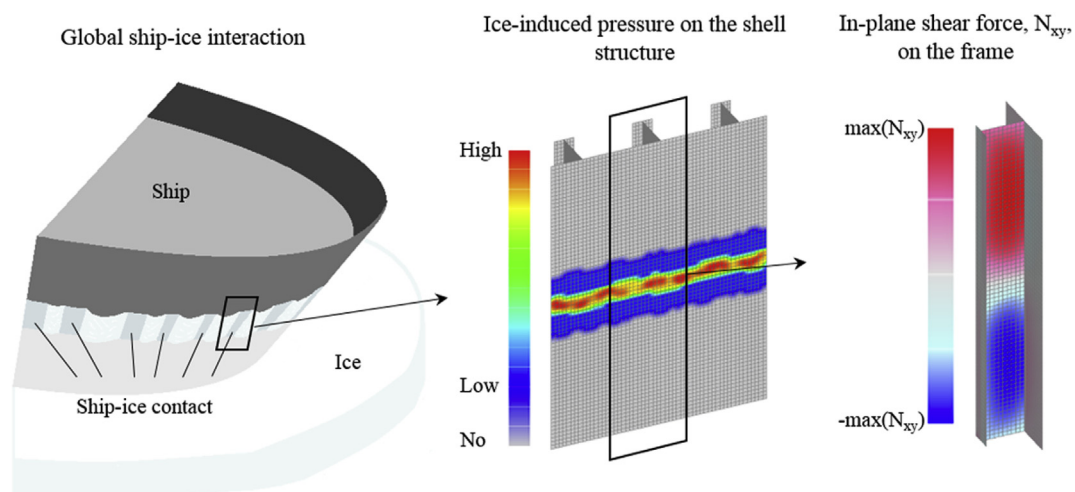 Global ship-ice interaction
Ship
Ice
Ship-ice contact
Ice-induced pressure on the shell
structure
High
Low
No
In-plane shear force, Nxy,
on the frame
max(Nxy)
-max(Nxy)